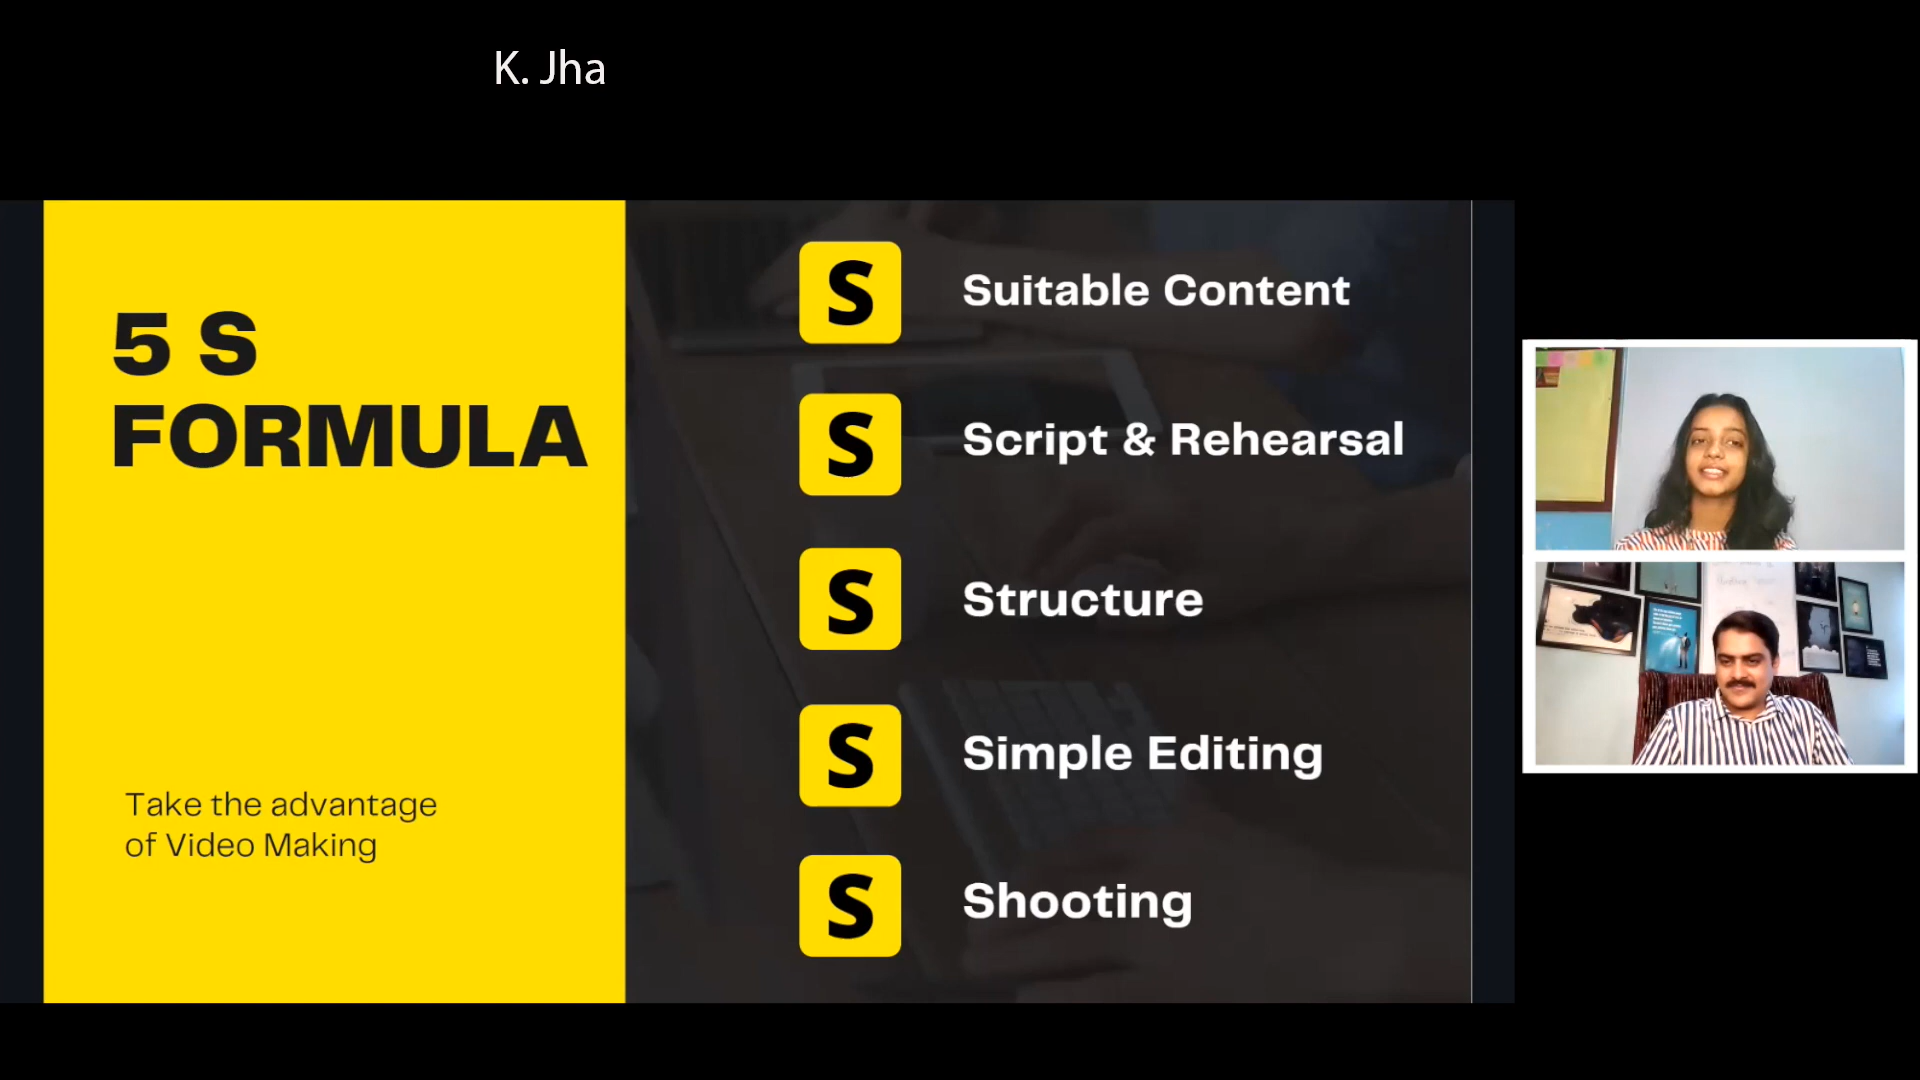 K. Jha
5 S
FORMULA
Take the advantage
of Video Making
S
Suitable Content
S
Script & Rehearsal
S
Structure
S
Simple Editing
S
Shooting